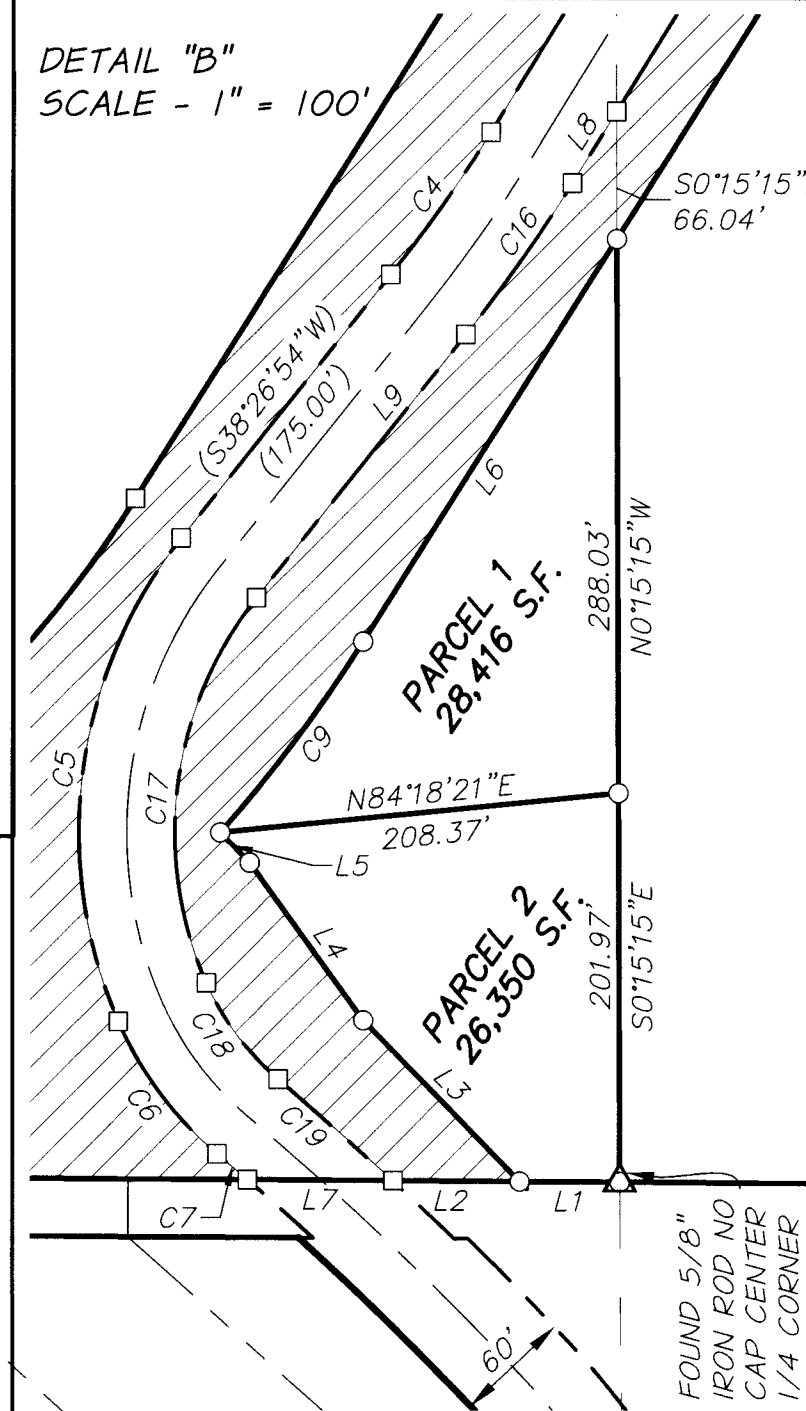 DETAIL "B"
SCALE - 1" = 100'
L8
C4
S0°15'15"
66.04'
C16
(S38°26'54"W)
(175.00')
L9
L6
288.03'
N0°15'15"W
PARCEL 1
28,416 S.F.
C9
C5
C17
N84°18'21"E
208.37'
L5
L4
PARCEL 2
26,350 S.F.
201.97'
S0°15'15"E
C18
L3
C6
C19
C7
L7
L2
L1
FOUND 5/8"
IRON ROD NO
CAP CENTER
1/4 CORNER
60'